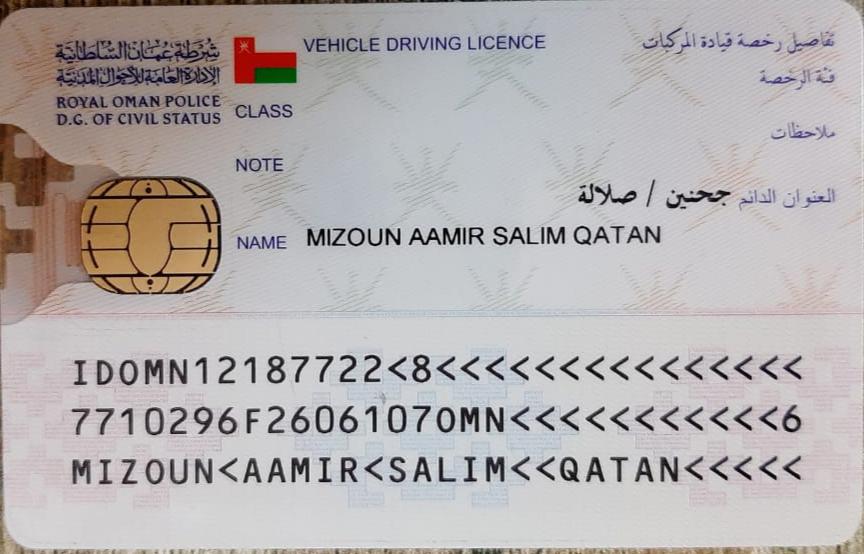 شرطة عمان السلطانية
الإدارة العامة للأحوال المدنية
ROYAL OMAN POLICE
D.G. OF CIVIL STATUS
VEHICLE DRIVING LICENCE
تفاصيل رخصة قيادة المركبات
CLASS
فئة الرخصة
NOTE
ملاحظات
العنوان الدائم جحنين / صلالة
NAME MIZOUN AAMIR SALIM QATAN
IDOMN12187722<8<<<<<<<<<<<<<<<
7710296F2606107OMN<<<<<<<<<<<6
MIZOUN<AAMIR<SALIM<<QATAN<<<<<